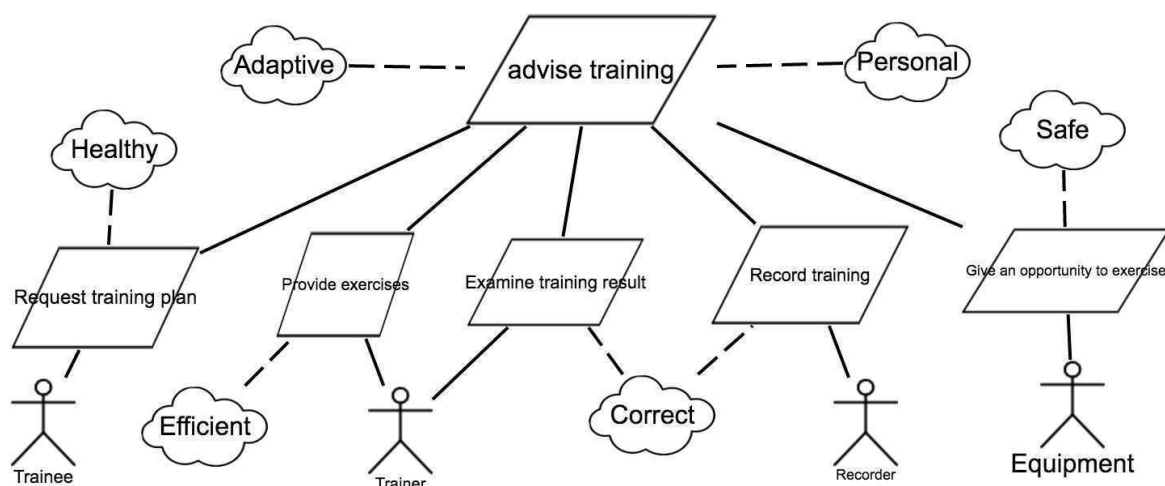 Adaptive
advise training
Personal
Healthy
Safe
Request training plan
Provide exercises
Examine training result
Record training
Give an opportunity to exercise
Efficient
Correct
Trainee
Trainer
Recorder
Equipment